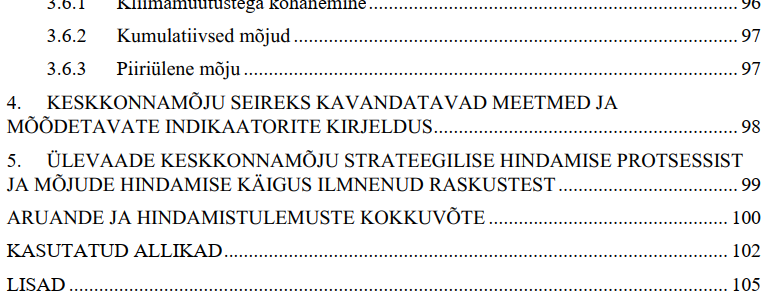 3.6.1 Kliimamuutustega kohanemine 96
3.6.2 Kumulatiivsed mõjud 97
3.6.3 Piiriülene mõju 97
4. KESKKONNAMÕJU SEIREKS KAVANDATAVAD MEETMED JA
MÕÕDETAVATE INDIKAATORITE KIRJELDUS 98
5. ÜLEVAADE KESKKONNAMÕJU STRATEEGILISE HINDAMISE PROTSESSIST
JA MÕJUDE HINDAMISE KÄIGUS ILMNENUD RASKUSTEST 99
ARUANDE JA HINDAMISTULEMUSTE KOKKUVÕTE 100
KASUTATUD ALLIKAD 102
LISAD 105